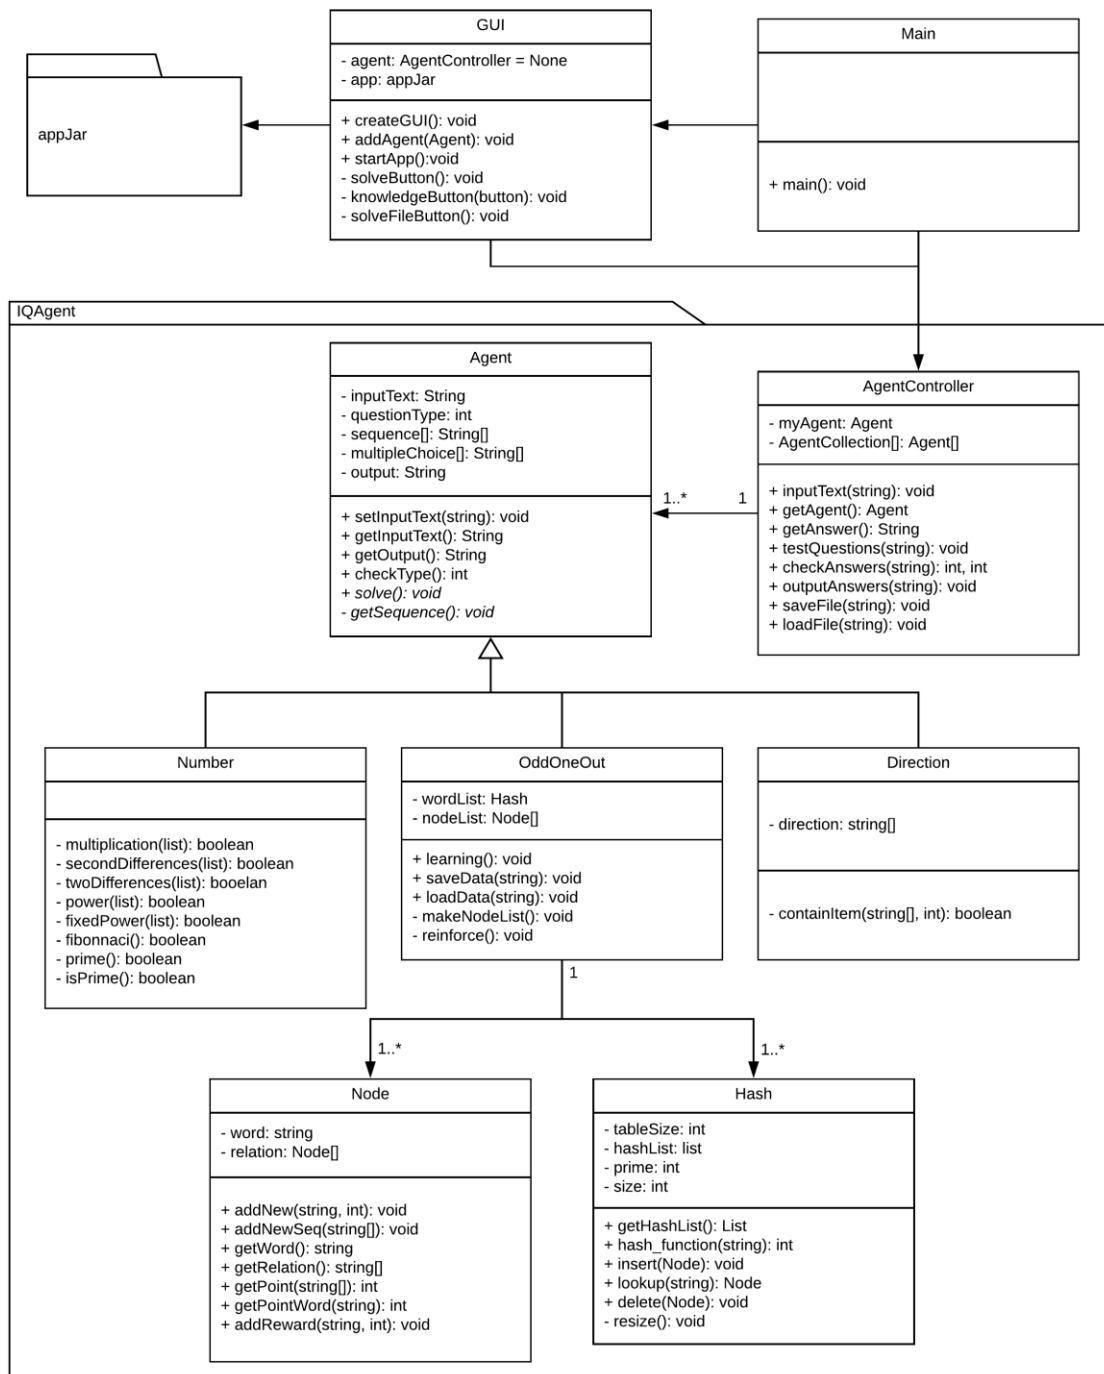 GUI
- agent: AgentController = None
- app: appJar
+ createGUI(): void
+ addAgent(Agent): void
+ startApp():void
- solveButton(): void
- knowledgeButton(button): void
- solveFileButton(): void
Main
+ main(): void
appJar
IQAgent
Agent
- inputText: String
- questionType: int
- sequence[]: String[]
- multipleChoice[]: String[]
- output: String
+ setInputText(string): void
+ getInputText(): String
+ getOutput(): String
+ checkType(): int
+ solve(): void
- getSequence(): void
1..*
1
AgentController
- myAgent: Agent
- AgentCollection[]: Agent[]
+ inputText(string): void
+ getAgent(): Agent
+ getAnswer(): String
+ testQuestions(string): void
+ checkAnswers(string): int, int
+ outputAnswers(string): void
+ saveFile(string): void
+ loadFile(string): void
Number
- multiplication(list): boolean
- secondDifferences(list): boolean
- twoDifferences(list): booelan
- power(list): boolean
- fixedPower(list): boolean
- fibonnaci(): boolean
- prime(): boolean
- isPrime(): boolean
OddOneOut
- wordList: Hash
- nodeList: Node[]
+ learning(): void
+ saveData(string): void
+ loadData(string): void
- makeNodeList(): void
- reinforce(): void
Direction
- direction: string[]
- containItem(string[], int): boolean
1
1..*
1..*
Node
- word: string
- relation: Node[]
+ addNew(string, int): void
+ addNewSeq(string[]): void
+ getWord(): string
+ getRelation(): string[]
+ getPoint(string[]): int
+ getPointWord(string): int
+ addReward(string, int): void
Hash
- tableSize: int
- hashList: list
- prime: int
- size: int
+ getHashList(): List
+ hash_function(string): int
+ insert(Node): void
+ lookup(string): Node
+ delete(Node): void
- resize(): void